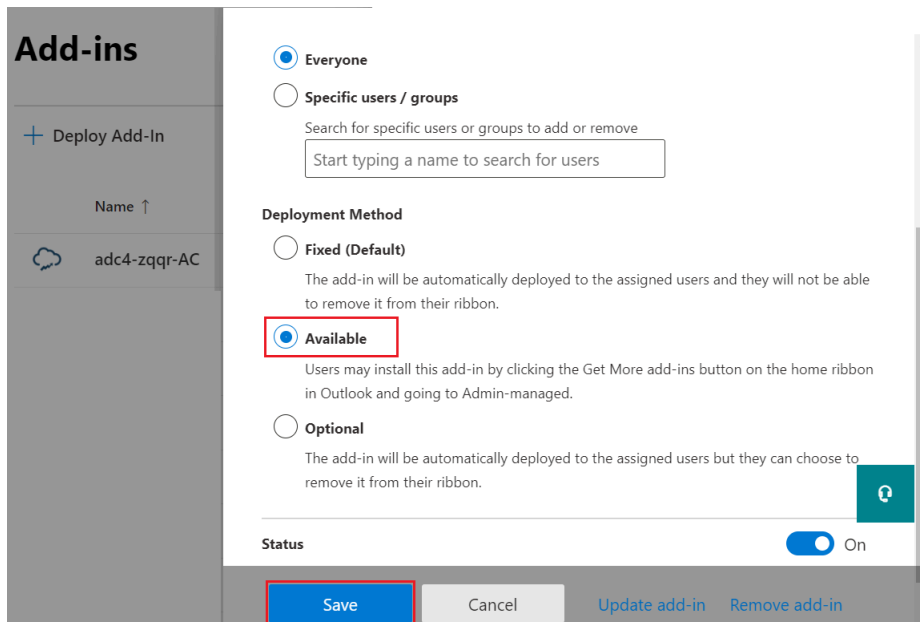 Add-ins
Deploy Add-In
Name ↑
adc4-zqqr-AC
Everyone
Specific users / groups
Search for specific users or groups to add or remove
Start typing a name to search for users
Deployment Method
Fixed (Default)
The add-in will be automatically deployed to the assigned users and they will not be able
to remove it from their ribbon.
Available
Users may install this add-in by clicking the Get More add-ins button on the home ribbon
in Outlook and going to Admin-managed.
Optional
The add-in will be automatically deployed to the assigned users but they can choose to
remove it from their ribbon.
Status
On
Save
Cancel
Update add-in
Remove add-in